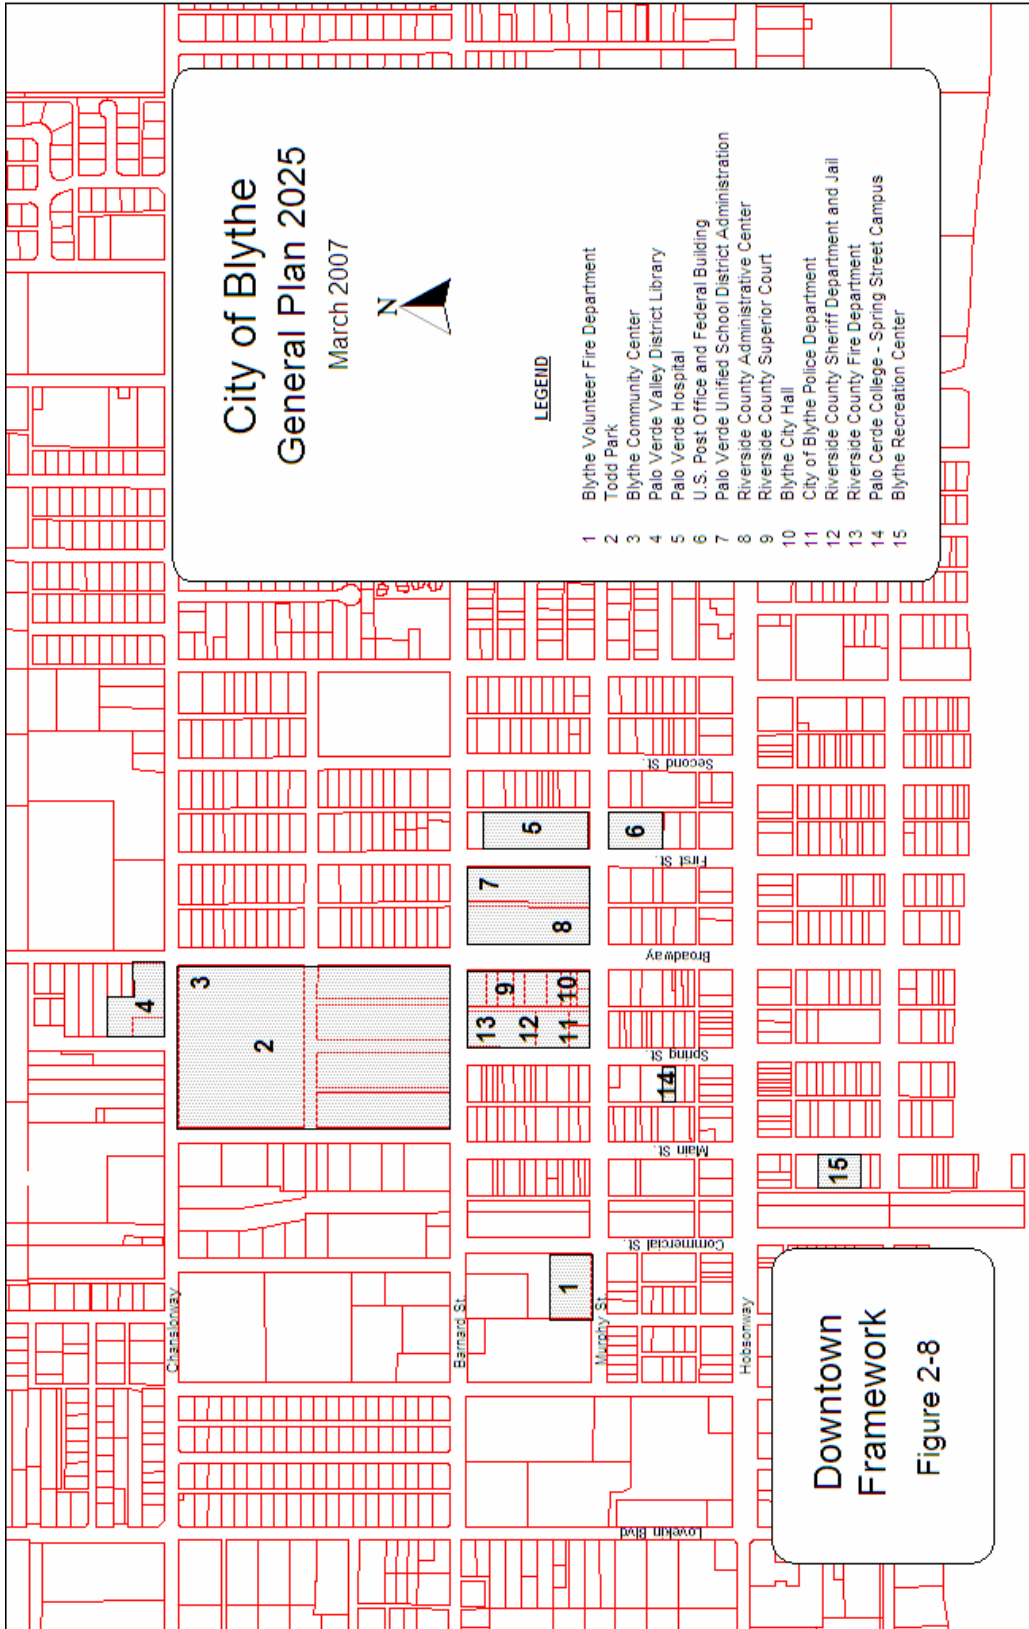 City of Blythe
General Plan 2025
March 2007
N
LEGEND
1 Blythe Volunteer Fire Department
2 Todd Park
3 Blythe Community Center
4 Palo Verde Valley District Library
5 Palo Verde Hospital
6 U.S. Post Office and Federal Building
7 Palo Verde Unified School District Administration
8 Riverside County Administrative Center
9 Riverside County Superior Court
10 Blythe City Hall
11 City of Blythe Police Department
12 Riverside County Sheriff Department and Jail
13 Riverside County Fire Department
14 Palo Cerde College - Spring Street Campus
15 Blythe Recreation Center
Chanslorway
Barnard St.
Murphy St.
Hobsonway
Lovekin Blvd
Commercial St.
Main St.
Spring St.
Broadway
First St.
Second St.
1
2
3
4
5
6
7
8
9
10
11
12
13
14
15
Downtown
Framework
Figure 2-8